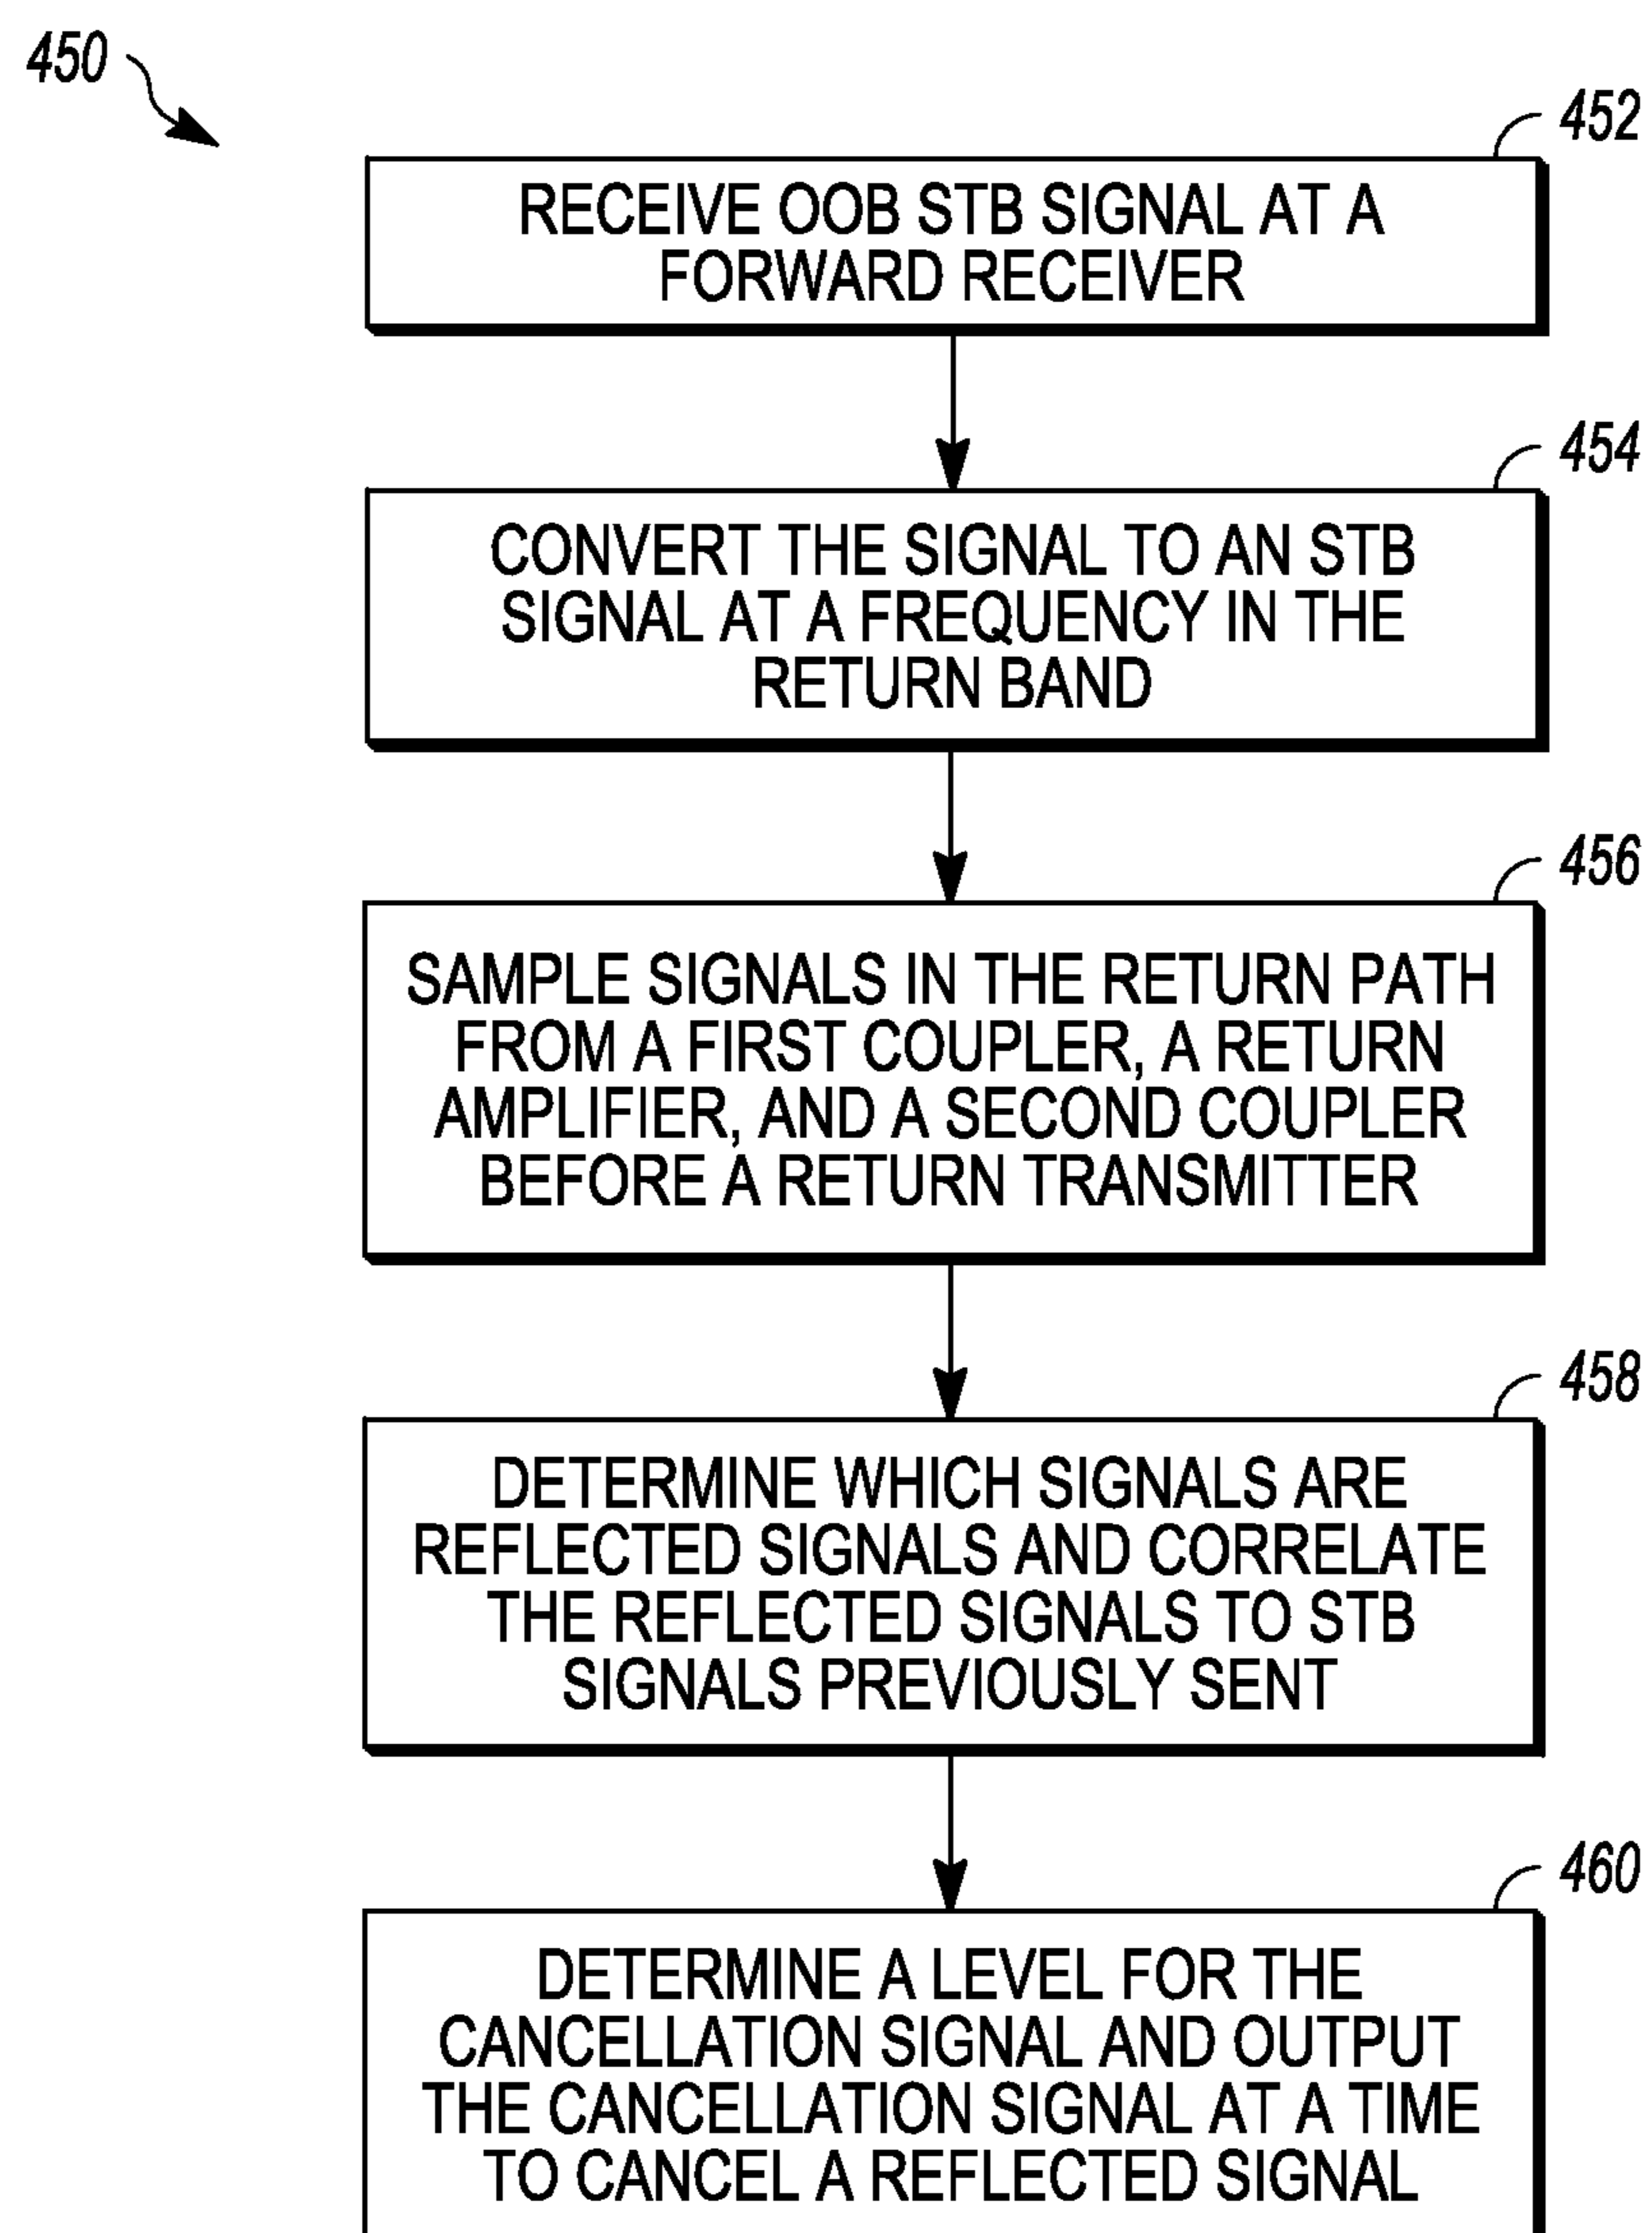 450
452
RECEIVE OOB STB SIGNAL AT A
FORWARD RECEIVER
454
CONVERT THE SIGNAL TO AN STB
SIGNAL AT A FREQUENCY IN THE
RETURN BAND
456
SAMPLE SIGNALS IN THE RETURN PATH
FROM A FIRST COUPLER, A RETURN
AMPLIFIER, AND A SECOND COUPLER
BEFORE A RETURN TRANSMITTER
458
DETERMINE WHICH SIGNALS ARE
REFLECTED SIGNALS AND CORRELATE
THE REFLECTED SIGNALS TO STB
SIGNALS PREVIOUSLY SENT
460
DETERMINE A LEVEL FOR THE
CANCELLATION SIGNAL AND OUTPUT
THE CANCELLATION SIGNAL AT A TIME
TO CANCEL A REFLECTED SIGNAL